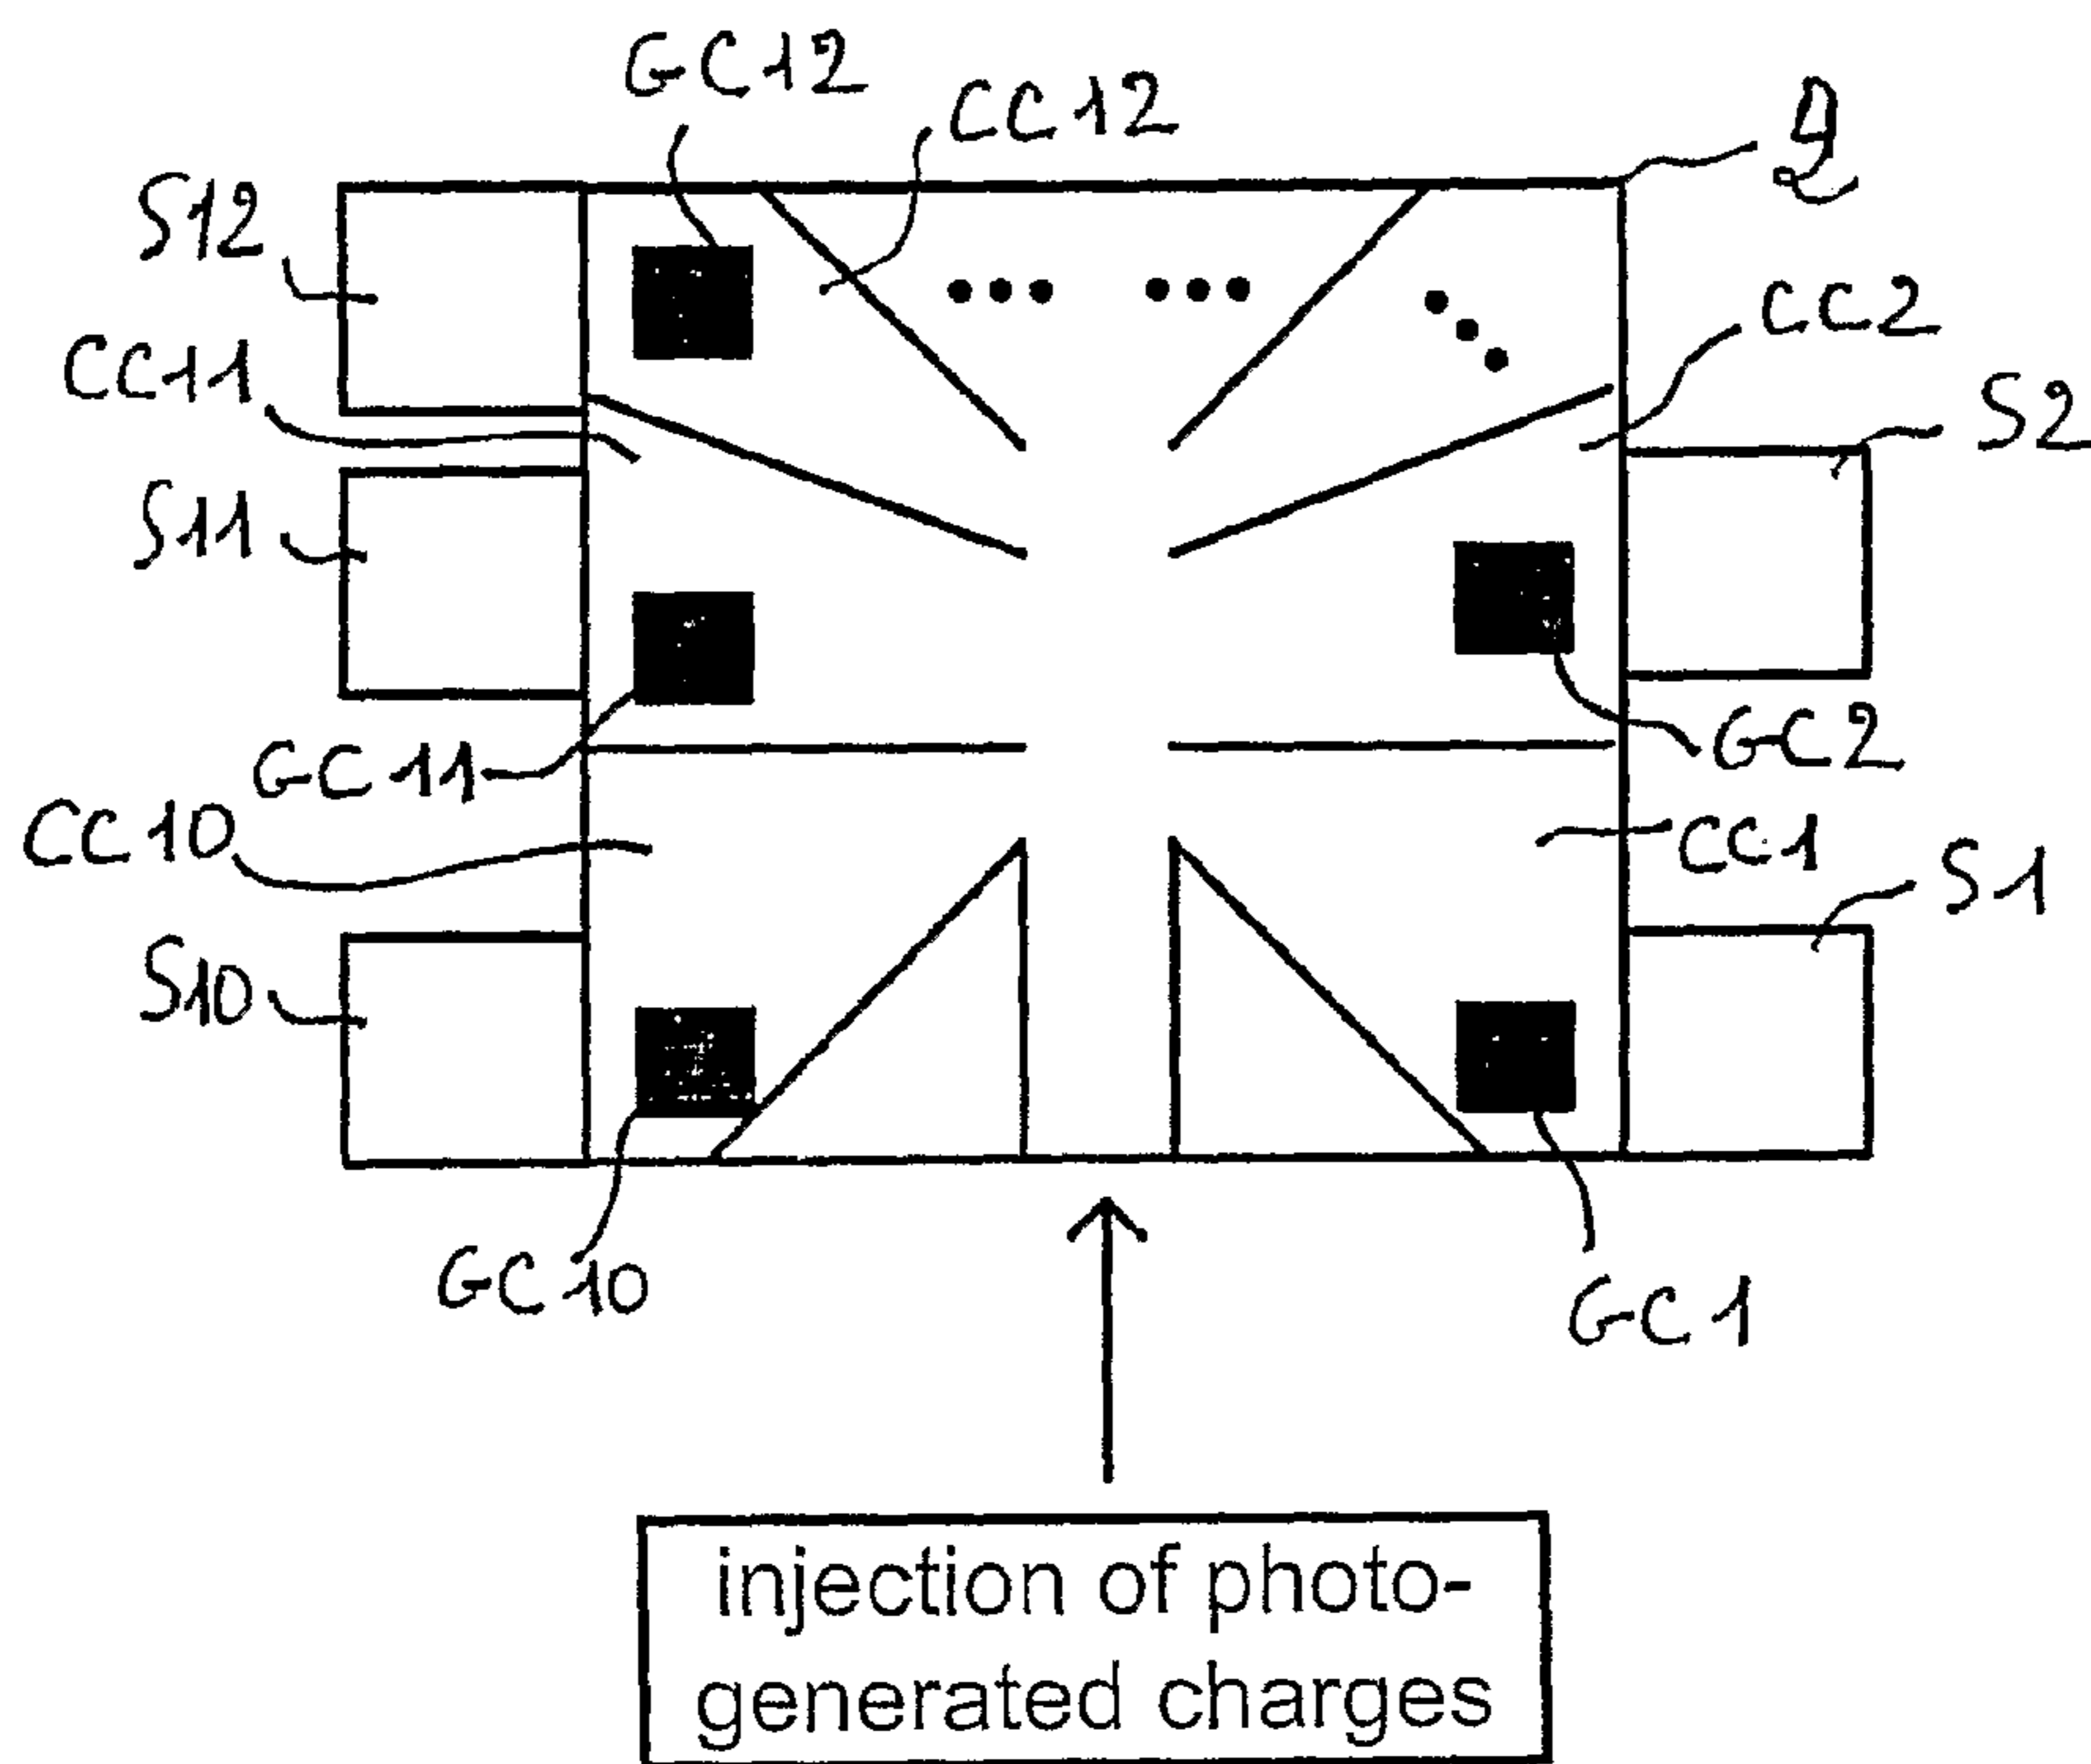 GC12
CC12
S12
CC2
CC11
S2
S11
GC2
GC11
CC10
CC1
S1
S10
GC10
GC1
injection of photo-
generated charges